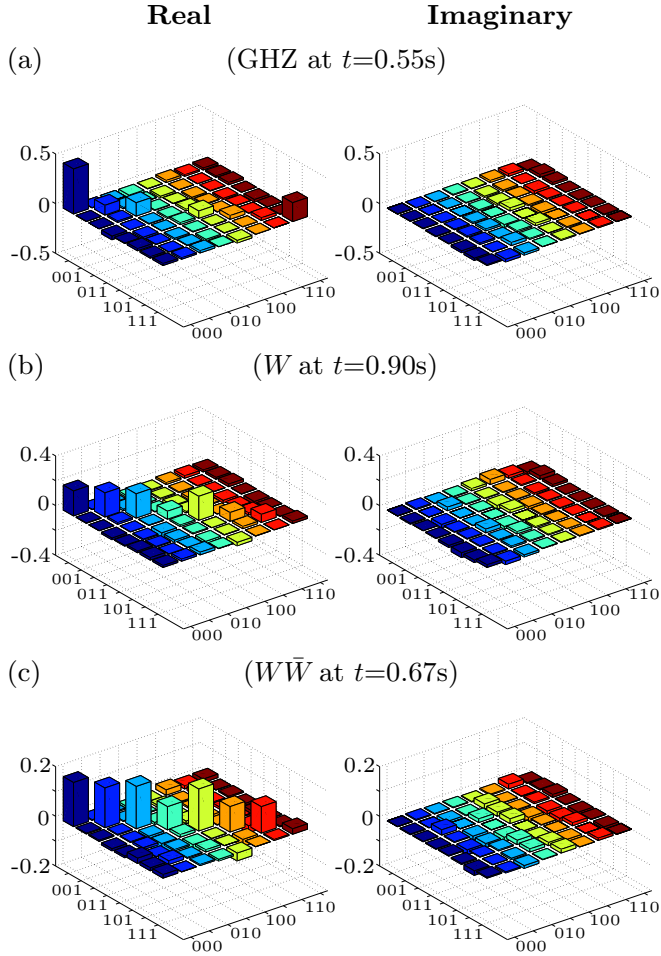 Real Imaginary
(a) (GHZ at t=0.55s)
0.5 0.5
0 0
-0.5 -0.5
001 110 001 110
011 100 011 100
101 010 101 010
111 000 111 000
(b) (W at t=0.90s)
0.4 0.4
0 0
-0.4 -0.4
001 110 001 110
011 100 011 100
101 010 101 010
111 000 111 000
(c) (WW̄ at t=0.67s)
0.2 0.2
0 0
-0.2 -0.2
001 110 001 110
011 100 011 100
101 010 101 010
111 000 111 000